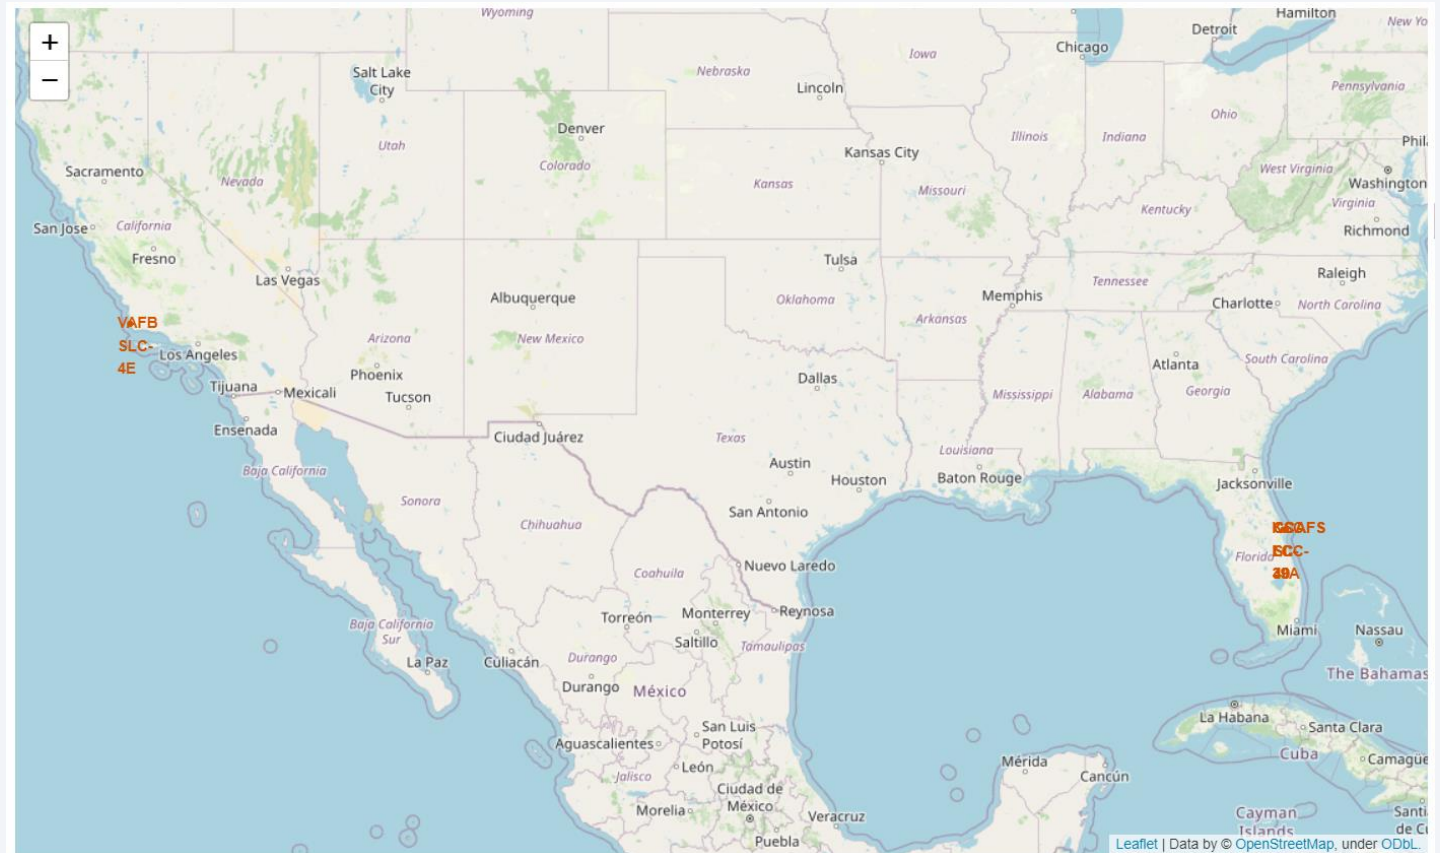 Wyoming
Hamilton
New Yo
Detroit
Chicago
Iowa
+
−
Salt Lake
City
Nebraska
Lincoln
Pennsylvania
Ohio
Denver
Illinois
Indiana
Phil
Utah
Colorado
Kansas City
West Virginia
Sacramento
Nevada
Kansas
Missouri
Washington
Virginia
Kentucky
San Jose
California
Richmond
Fresno
Las Vegas
Tulsa
Raleigh
Tennessee
Albuquerque
Oklahoma
Memphis
Charlotte
North Carolina
VAFB
SLC-
4E
Arkansas
Arizona
New Mexico
Los Angeles
South Carolina
Atlanta
Phoenix
Dallas
Tijuana
Mexicali
Tucson
Mississippi
Alabama
Georgia
Ensenada
Ciudad Juárez
Texas
Louisiana
Baja California
Austin
Houston
Baton Rouge
Jacksonville
Sonora
San Antonio
Chihuahua
Florida
Nuevo Laredo
Coahuila
Torreón
Monterrey
Reynosa
Baja California
Sur
Saltillo
Tamaulipas
Miami
Nassau
La Paz
Culiacán
Durango
The Bahamas
Durango
México
La Habana
Santa Clara
San Luis
Potosí
Aguascalientes
Cuba
Camagüe
Mérida
Cancún
León
Jalisco
Ciudad de
México
Morelia
Veracruz
Cayman
Islands
Santi
de Cu
Puebla
Leaflet | Data by © OpenStreetMap, under ODbL.